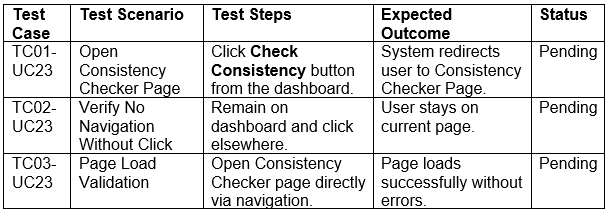 Test Case Test Scenario Test Steps Expected Outcome Status
TC01-UC23 Open Consistency Checker Page Click Check Consistency button from the dashboard. System redirects user to Consistency Checker Page. Pending
TC02-UC23 Verify No Navigation Without Click Remain on dashboard and click elsewhere. User stays on current page. Pending
TC03-UC23 Page Load Validation Open Consistency Checker page directly via navigation. Page loads successfully without errors. Pending